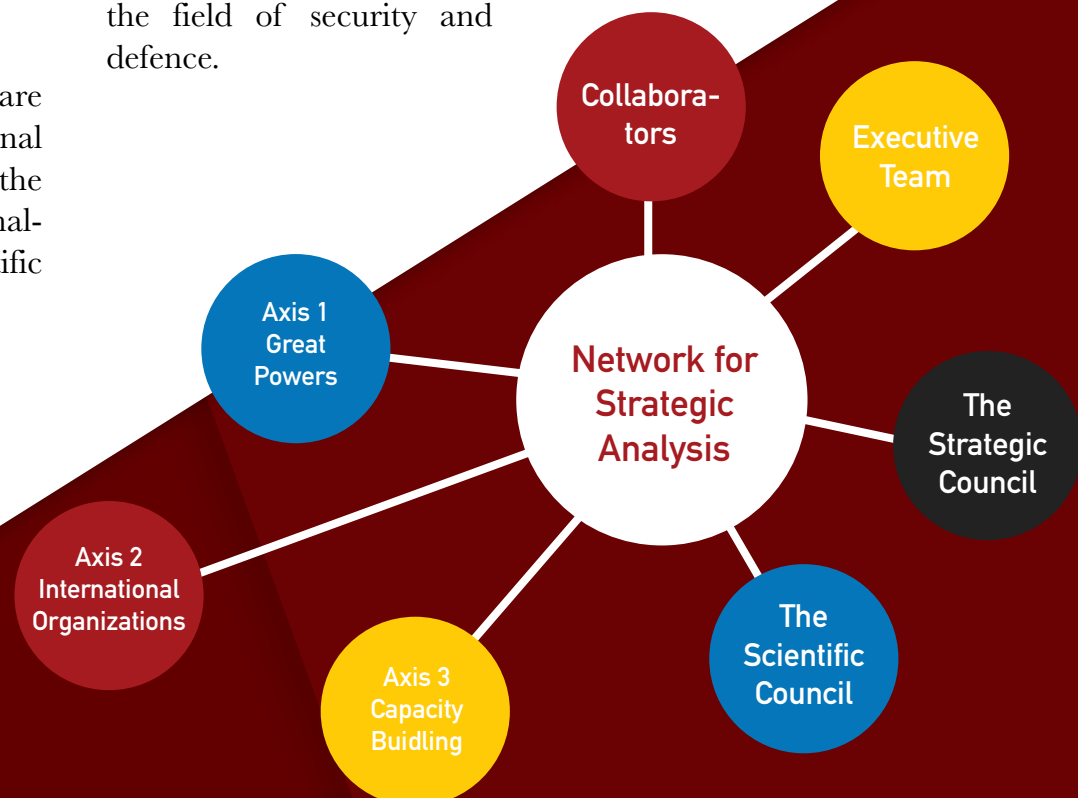 the field of security and
defence.
are
nal
the
nal-
ific
Collabora-
tors
Executive
Team
Axis 1
Great
Powers
Network for
Strategic
Analysis
The
Strategic
Council
Axis 2
International
Organizations
The
Scientific
Council
Axis 3
Capacity
Buidling